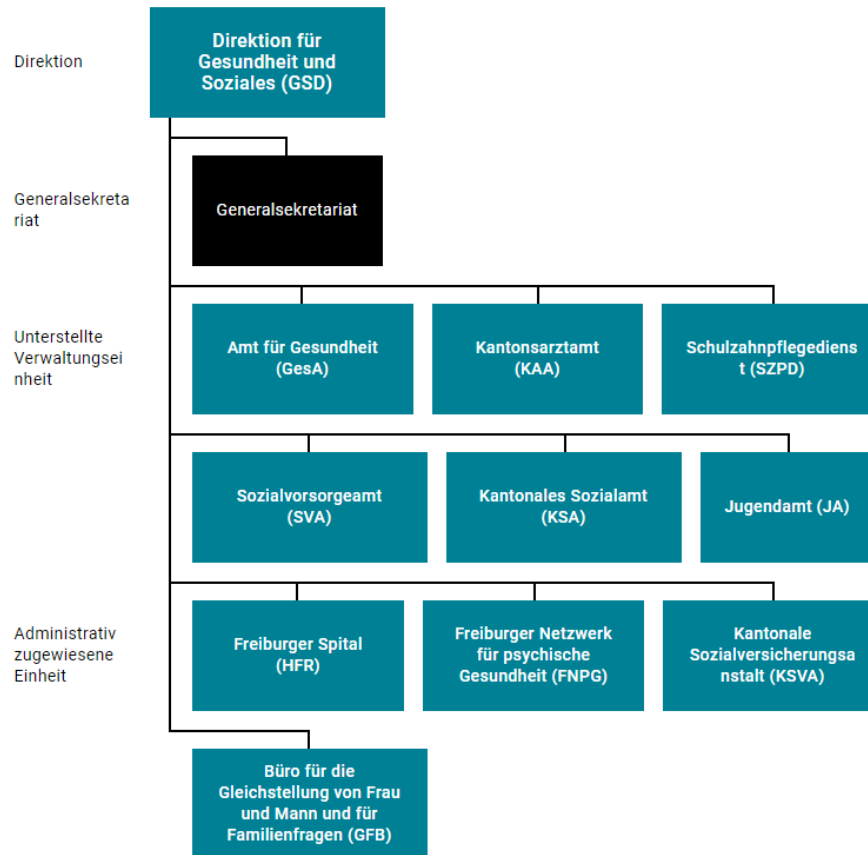 Direktion
Direktion für
Gesundheit und
Soziales (GSD)
Generalsekreta
riat
Generalsekretariat
Unterstellte
Verwaltungsei
nheit
Amt für Gesundheit
(GesA)
Kantonsarztamt
(KAA)
Schulzahnpflegediens
t (SZPD)
Sozialvorsorgeamt
(SVA)
Kantonales Sozialamt
(KSA)
Jugendamt (JA)
Administrativ
zugewiesene
Einheit
Freiburger Spital
(HFR)
Freiburger Netzwerk
für psychische
Gesundheit (FNPG)
Kantonale
Sozialversicherungsa
nstalt (KSVA)
Büro für die
Gleichstellung von Frau
und Mann und für
Familienfragen (GFB)